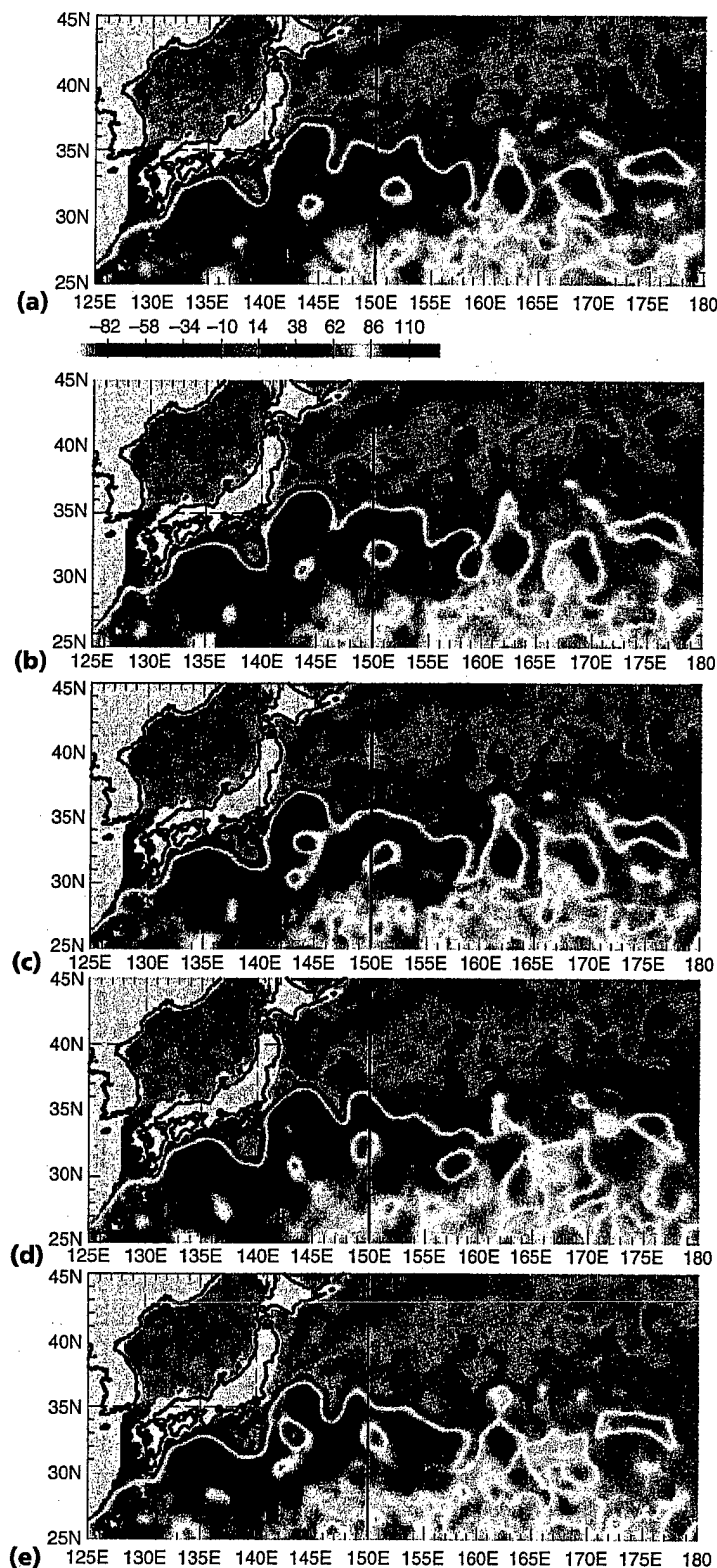 45N
40N
35N
30N
25N
(a) 125E 130E 135E 140E 145E 150E 155E 160E 165E 170E 175E 180
−82 −58 −34 −10 14 38 62 86 110
45N
40N
35N
30N
25N
(b) 125E 130E 135E 140E 145E 150E 155E 160E 165E 170E 175E 180
45N
40N
35N
30N
25N
(c) 125E 130E 135E 140E 145E 150E 155E 160E 165E 170E 175E 180
45N
40N
35N
30N
25N
(d) 125E 130E 135E 140E 145E 150E 155E 160E 165E 170E 175E 180
45N
40N
35N
30N
25N
(e) 125E 130E 135E 140E 145E 150E 155E 160E 165E 170E 175E 180